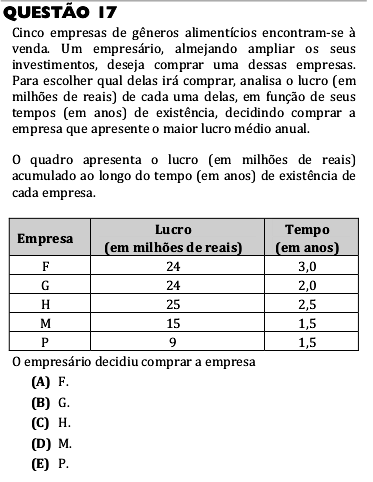 QUESTÃO 17
Cinco empresas de gêneros alimentícios encontram-se à
venda. Um empresário, almejando ampliar os seus
investimentos, deseja comprar uma dessas empresas.
Para escolher qual delas irá comprar, analisa o lucro (em
milhões de reais) de cada uma delas, em função de seus
tempos (em anos) de existência, decidindo comprar a
empresa que apresente o maior lucro médio anual.
O quadro apresenta o lucro (em milhões de reais)
acumulado ao longo do tempo (em anos) de existência de
cada empresa.
Empresa Lucro (em milhões de reais) Tempo (em anos)
F 24 3,0
G 24 2,0
H 25 2,5
M 15 1,5
P 9 1,5
O empresário decidiu comprar a empresa
(A) F.
(B) G.
(C) H.
(D) M.
(E) P.